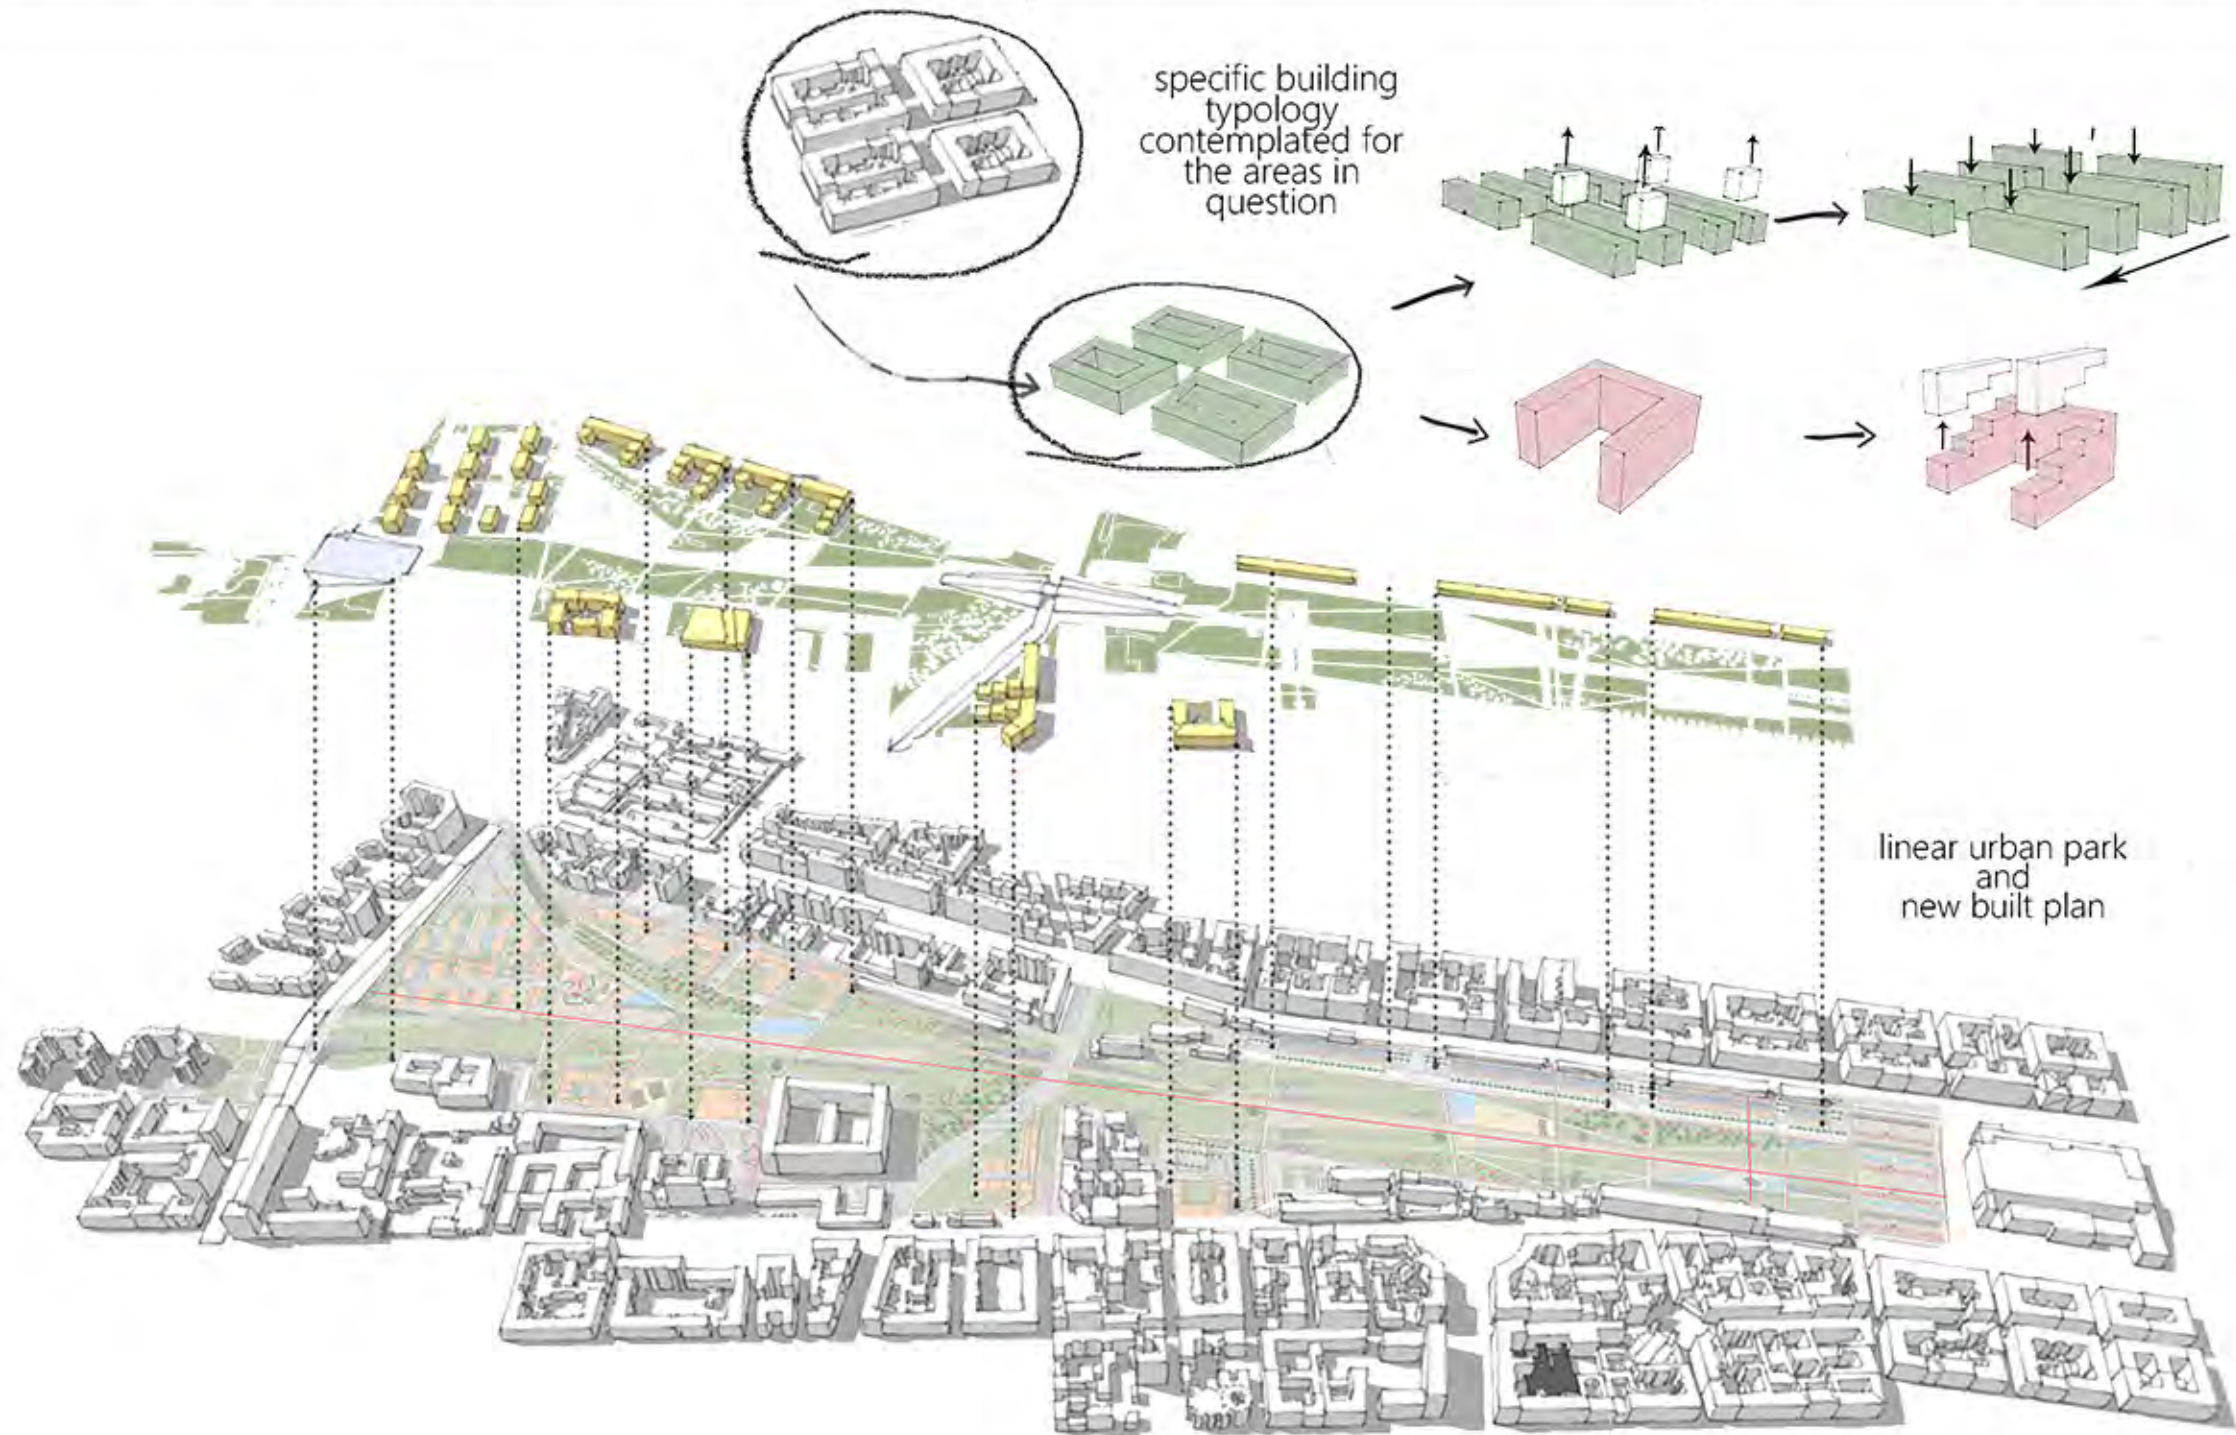 specific building
typology
contemplated for
the areas in
question
linear urban park
and
new built plan